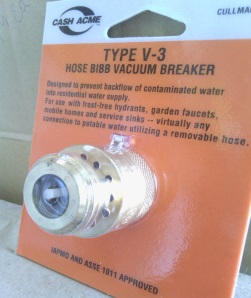 CASH ACME
CULLMA
TYPE V-3
HOSE BIBB VACUUM BREAKER
Designed to prevent backflow of contaminated water
into residential water supply.
For use with frost-free hydrants, garden faucets,
mobile homes and service sinks -- virtually any
connection to potable water utilizing a removable hose.
IAPMO AND ASSE 1011 APPROVED